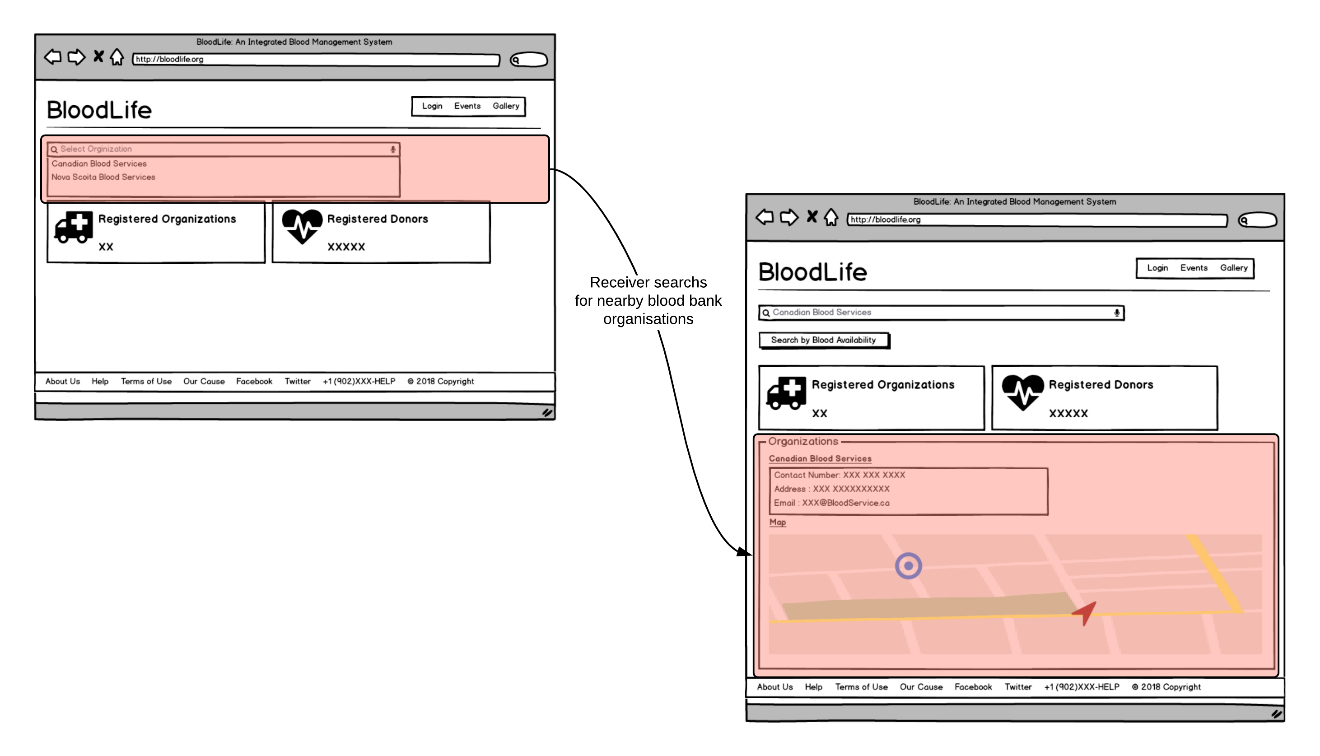 BloodLife: An Integrated Blood Management System
http://bloodlife.org
BloodLife
Login Events Gallery
Select Orginization
Canadian Blood Services
Nova Scoita Blood Services
Registered Organizations
XX
Registered Donors
XXXXX
About Us Help Terms of Use Our Cause Facebook Twitter +1 (902)XXX-HELP © 2018 Copyright
Receiver searchs
for nearby blood bank
organisations
BloodLife: An Integrated Blood Management System
http://bloodlife.org
BloodLife
Login Events Gallery
Canadian Blood Services
Search by Blood Availability
Registered Organizations
XX
Registered Donors
XXXXX
Organizations
Canadian Blood Services
Contact Number: XXX XXX XXXX
Address : XXX XXXXXXXXXX
Email : XXX@BloodService.ca
Map
About Us Help Terms of Use Our Cause Facebook Twitter +1 (902)XXX-HELP © 2018 Copyright